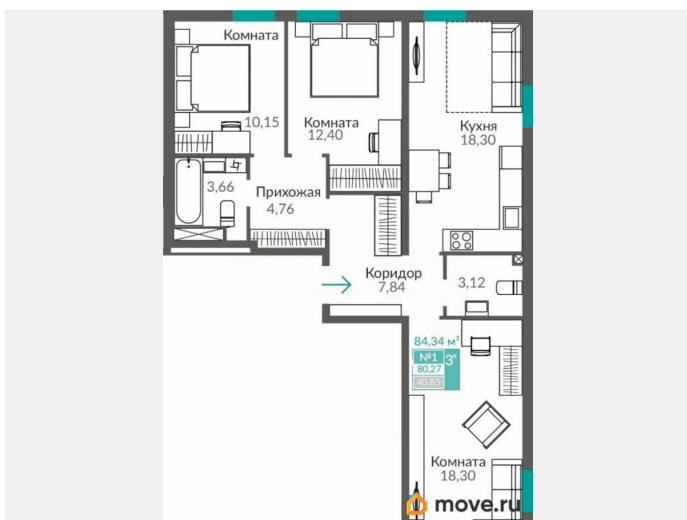 Комната
10,15
Комната
12,40
Кухня
18,30
3,66
Прихожая
4,76
Коридор
7,84
3,12
84,34 м²
№1
3к
80,27
40,85
Комната
18,30
move.ru